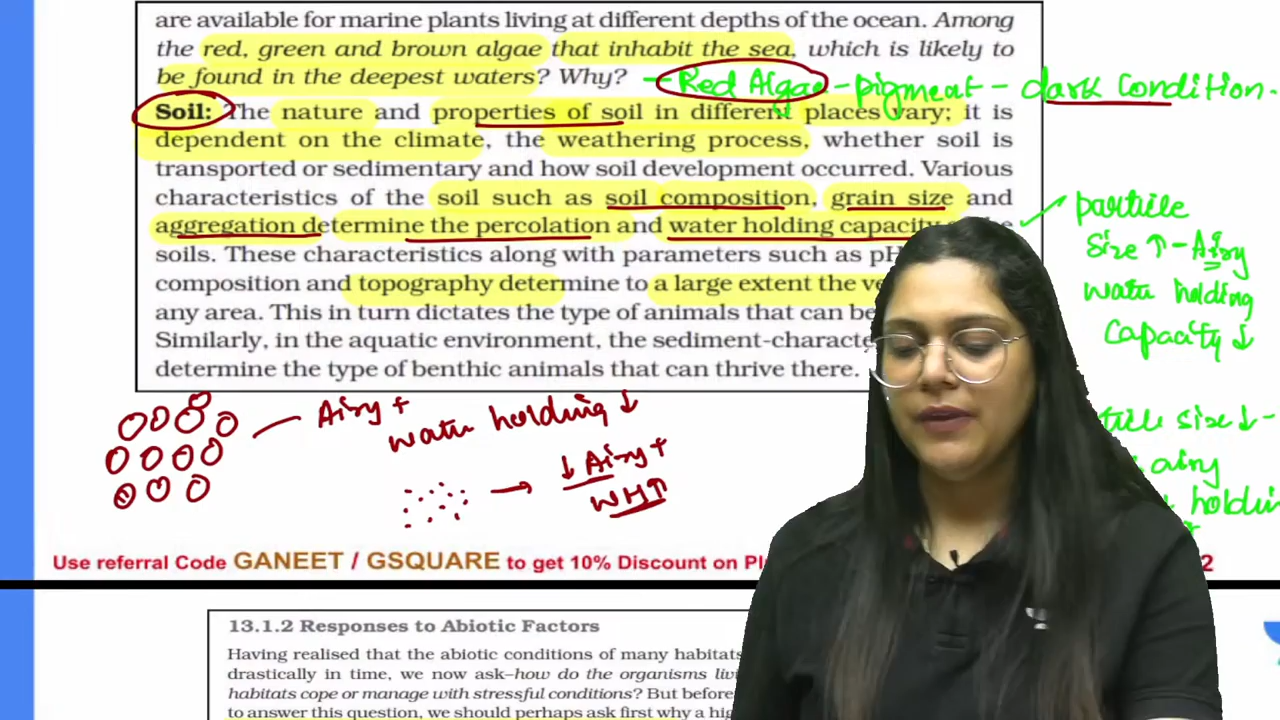 are available for marine plants living at different depths of the ocean. Among
the red, green and brown algae that inhabit the sea, which is likely to
be found in the deepest waters? Why? - Red Algae - pigment - dark Condition.
Soil: The nature and properties of soil in different places vary; it is
dependent on the climate, the weathering process, whether soil is
transported or sedimentary and how soil development occurred. Various
characteristics of the soil such as soil composition, grain size and
aggregation determine the percolation and water holding capacity
soils. These characteristics along with parameters such as pH
composition and topography determine to a large extent the
any area. This in turn dictates the type of animals that can be
Similarly, in the aquatic environment, the sediment-
determine the type of benthic animals that can thrive there.
particle
Size ↑ - Airy
water holding
Capacity ↓
size ↓ -
airy
Airy +
water holding ↓
↓ Airy +
WH↑
Use referral Code GANEET / GSQUARE to get 10% Discount on
2
13.1.2 Responses to Abiotic Factors
Having realised that the abiotic conditions of many habitats
drastically in time, we now ask–how do the organisms
habitats cope or manage with stressful conditions? But before
to answer this question, we should perhaps ask first why a